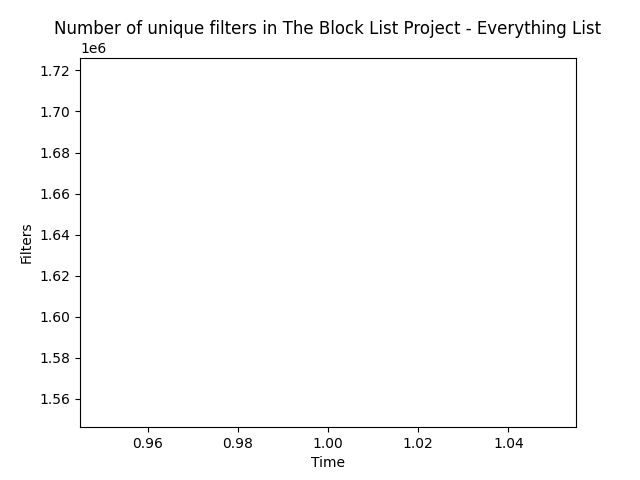 Number of unique filters in The Block List Project - Everything List
1e6
1.72
1.70
1.68
1.66
1.64
1.62
1.60
1.58
1.56
Filters
0.96 0.98 1.00 1.02 1.04
Time